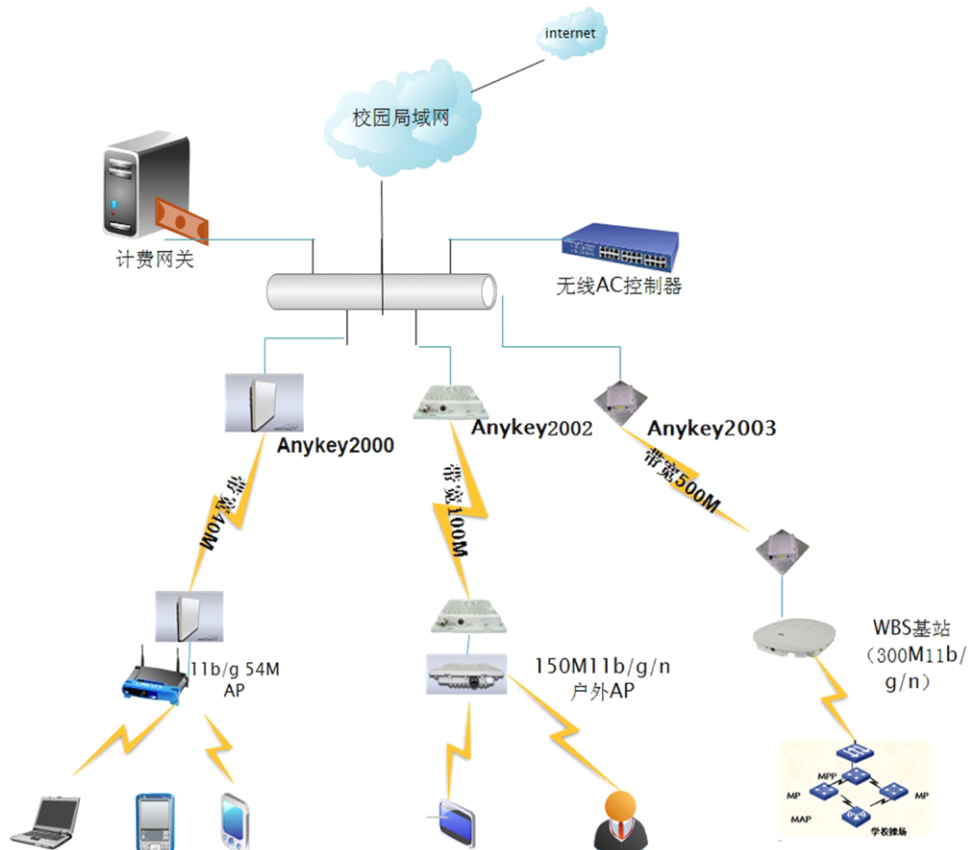 internet
校园局域网
计费网关
无线AC控制器
Anykey2000
Anykey2002
Anykey2003
带宽40M
带宽100M
带宽500M
11b/g 54M
AP
150M11b/g/n
户外AP
WBS基站
（300M11b/
g/n）
MPP
MP
MP
MAP
学校操场